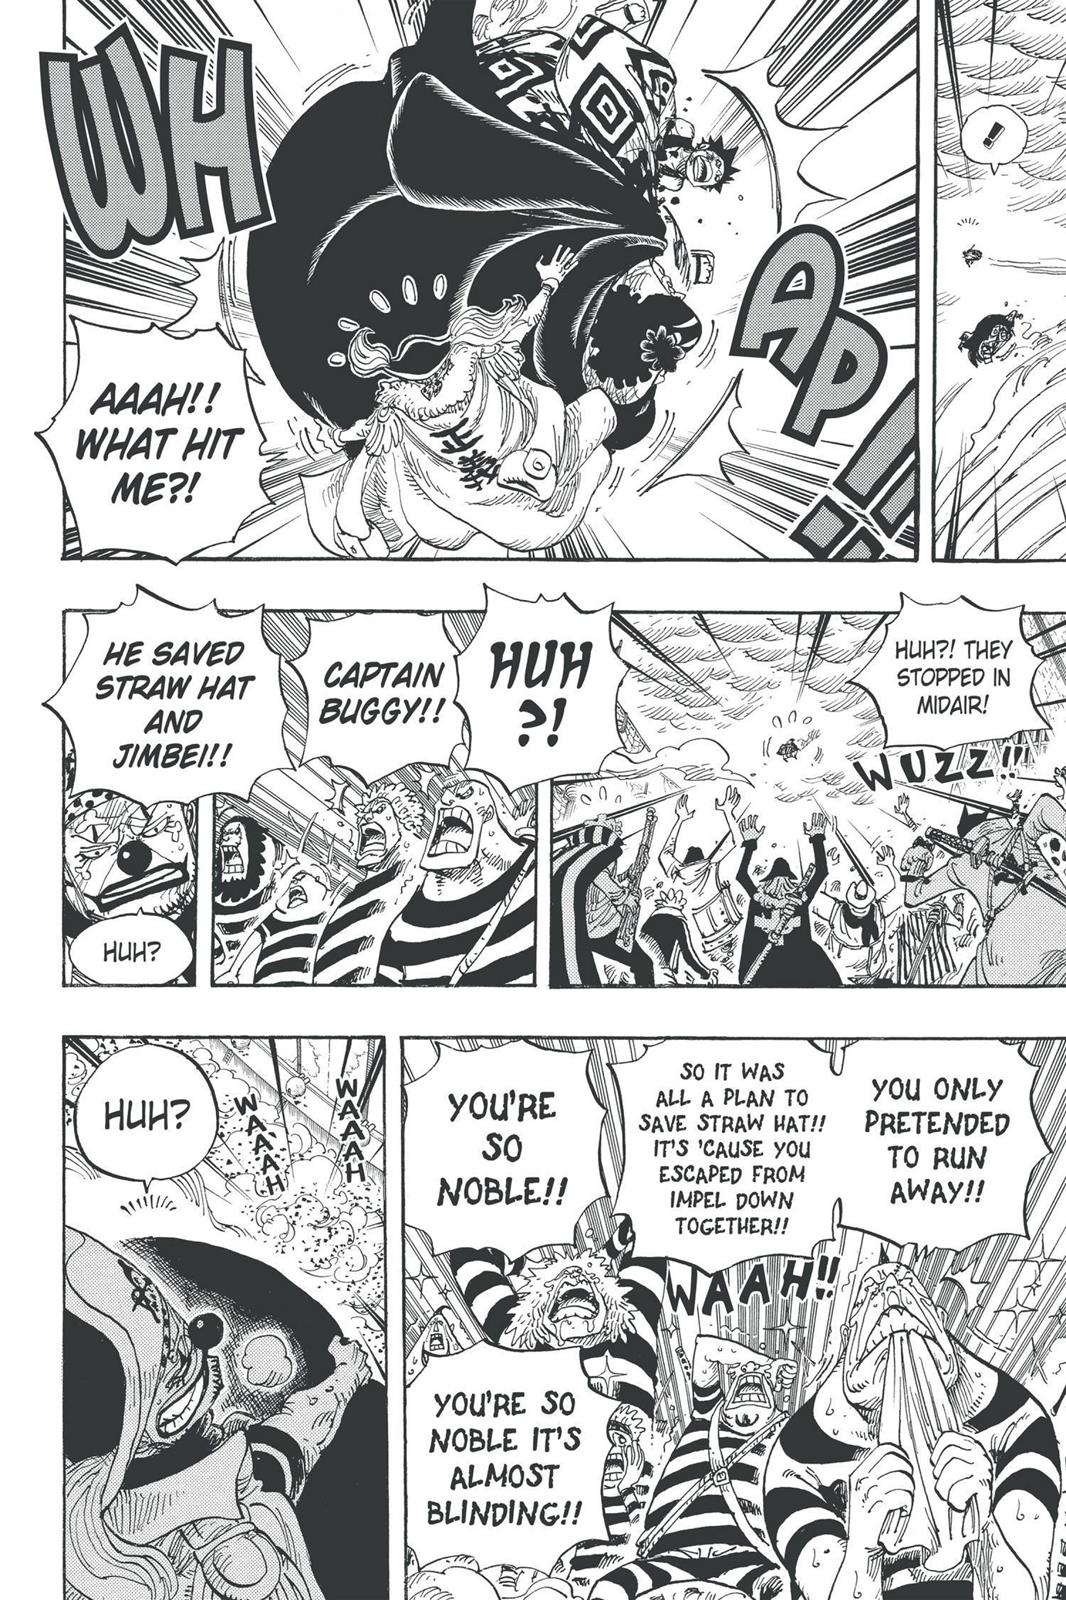 !
WHAP!!!
AAAH!!
WHAT HIT
ME?!
HUH?! THEY
STOPPED IN
MIDAIR!
WUZZ!!
HUH
?!
CAPTAIN
BUGGY!!
HE SAVED
STRAW HAT
AND
JIMBEI!!
HUH?
YOU ONLY
PRETENDED
TO RUN
AWAY!!
SO IT WAS
ALL A PLAN TO
SAVE STRAW HAT!!
IT'S 'CAUSE YOU
ESCAPED FROM
IMPEL DOWN
TOGETHER!!
YOU'RE
SO
NOBLE!!
WAAH!!
YOU'RE SO
NOBLE IT'S
ALMOST
BLINDING!!
WAAAH
WAAAH
HUH?